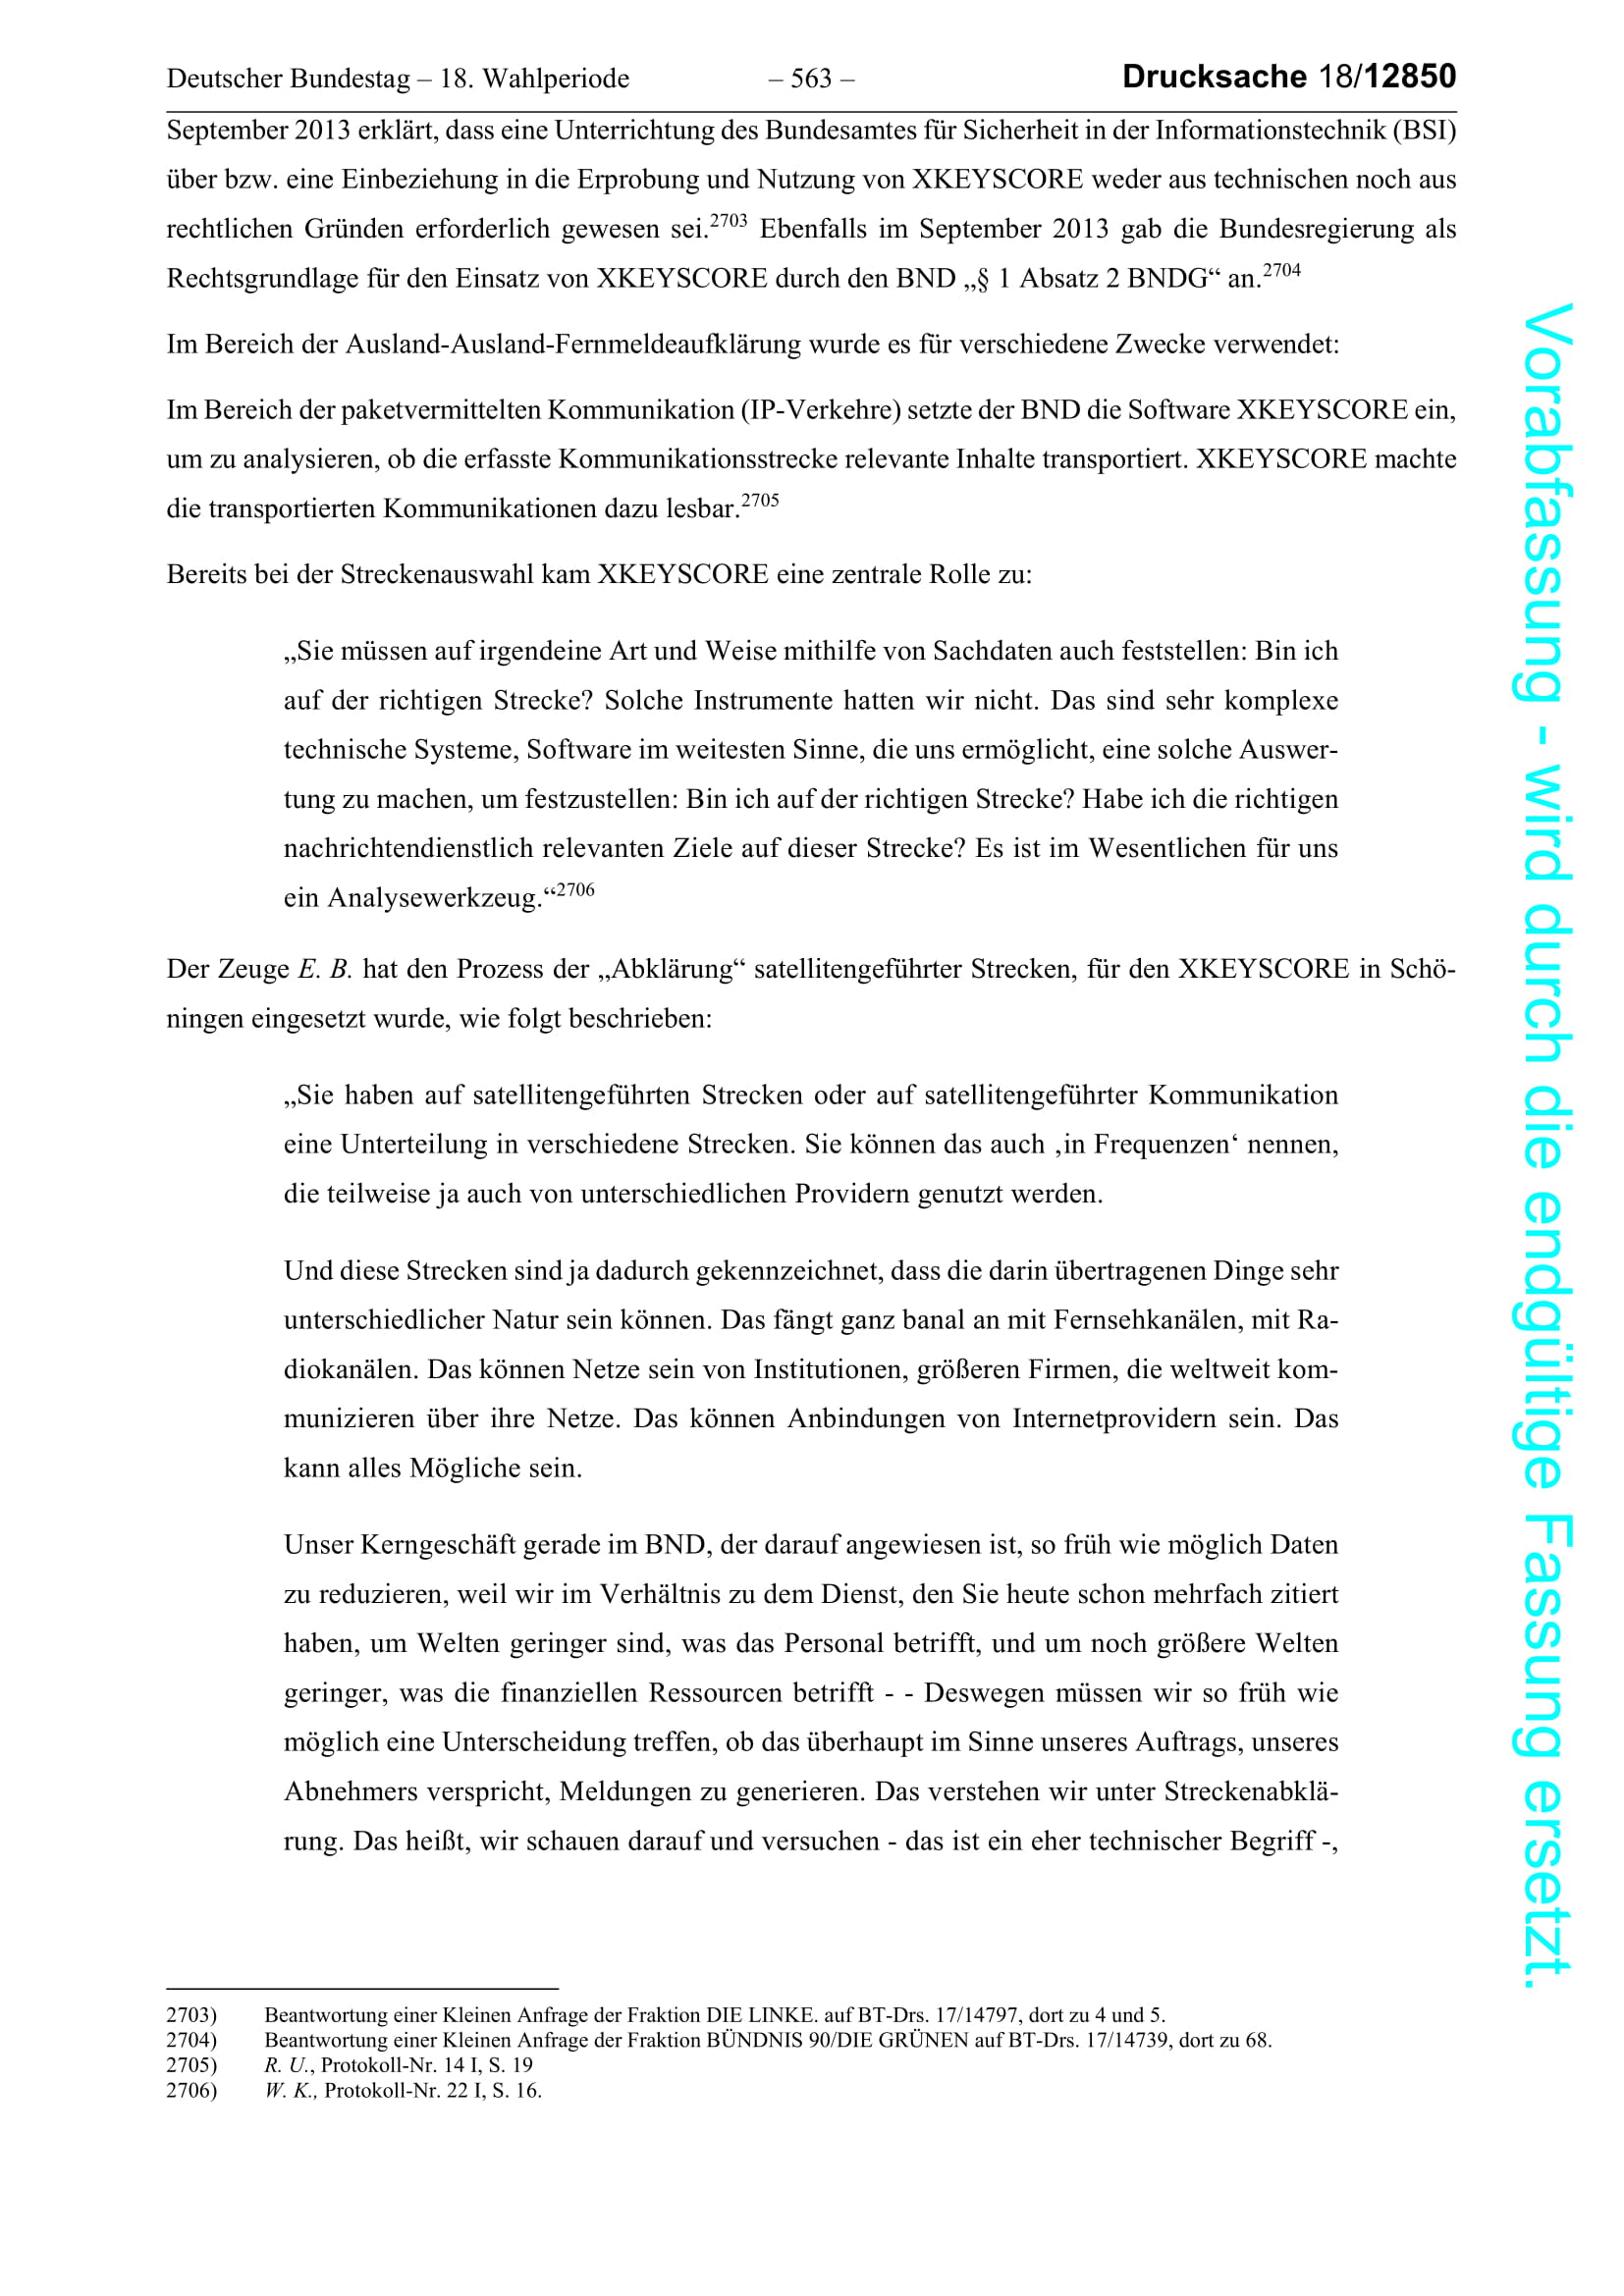 Deutscher Bundestag – 18. Wahlperiode – 563 – Drucksache 18/12850
September 2013 erklärt, dass eine Unterrichtung des Bundesamtes für Sicherheit in der Informationstechnik (BSI)
über bzw. eine Einbeziehung in die Erprobung und Nutzung von XKEYSCORE weder aus technischen noch aus
rechtlichen Gründen erforderlich gewesen sei.2703 Ebenfalls im September 2013 gab die Bundesregierung als
Rechtsgrundlage für den Einsatz von XKEYSCORE durch den BND „§ 1 Absatz 2 BNDG“ an.2704
Im Bereich der Ausland-Ausland-Fernmeldeaufklärung wurde es für verschiedene Zwecke verwendet:
Im Bereich der paketvermittelten Kommunikation (IP-Verkehre) setzte der BND die Software XKEYSCORE ein,
um zu analysieren, ob die erfasste Kommunikationsstrecke relevante Inhalte transportiert. XKEYSCORE machte
die transportierten Kommunikationen dazu lesbar.2705
Bereits bei der Streckenauswahl kam XKEYSCORE eine zentrale Rolle zu:
„Sie müssen auf irgendeine Art und Weise mithilfe von Sachdaten auch feststellen: Bin ich
auf der richtigen Strecke? Solche Instrumente hatten wir nicht. Das sind sehr komplexe
technische Systeme, Software im weitesten Sinne, die uns ermöglicht, eine solche Auswer-
tung zu machen, um festzustellen: Bin ich auf der richtigen Strecke? Habe ich die richtigen
nachrichtendienstlich relevanten Ziele auf dieser Strecke? Es ist im Wesentlichen für uns
ein Analysewerkzeug.“2706
Der Zeuge E. B. hat den Prozess der „Abklärung“ satellitengeführter Strecken, für den XKEYSCORE in Schö-
ningen eingesetzt wurde, wie folgt beschrieben:
„Sie haben auf satellitengeführten Strecken oder auf satellitengeführter Kommunikation
eine Unterteilung in verschiedene Strecken. Sie können das auch ‚in Frequenzen‘ nennen,
die teilweise ja auch von unterschiedlichen Providern genutzt werden.
Und diese Strecken sind ja dadurch gekennzeichnet, dass die darin übertragenen Dinge sehr
unterschiedlicher Natur sein können. Das fängt ganz banal an mit Fernsehkanälen, mit Ra-
diokanälen. Das können Netze sein von Institutionen, größeren Firmen, die weltweit kom-
munizieren über ihre Netze. Das können Anbindungen von Internetprovidern sein. Das
kann alles Mögliche sein.
Unser Kerngeschäft gerade im BND, der darauf angewiesen ist, so früh wie möglich Daten
zu reduzieren, weil wir im Verhältnis zu dem Dienst, den Sie heute schon mehrfach zitiert
haben, um Welten geringer sind, was das Personal betrifft, und um noch größere Welten
geringer, was die finanziellen Ressourcen betrifft - - Deswegen müssen wir so früh wie
möglich eine Unterscheidung treffen, ob das überhaupt im Sinne unseres Auftrags, unseres
Abnehmers verspricht, Meldungen zu generieren. Das verstehen wir unter Streckenabklä-
rung. Das heißt, wir schauen darauf und versuchen - das ist ein eher technischer Begriff -,
2703) Beantwortung einer Kleinen Anfrage der Fraktion DIE LINKE. auf BT-Drs. 17/14797, dort zu 4 und 5.
2704) Beantwortung einer Kleinen Anfrage der Fraktion BÜNDNIS 90/DIE GRÜNEN auf BT-Drs. 17/14739, dort zu 68.
2705) R. U., Protokoll-Nr. 14 I, S. 19
2706) W. K., Protokoll-Nr. 22 I, S. 16.
Vorabfassung - wird durch die endgültige Fassung ersetzt.